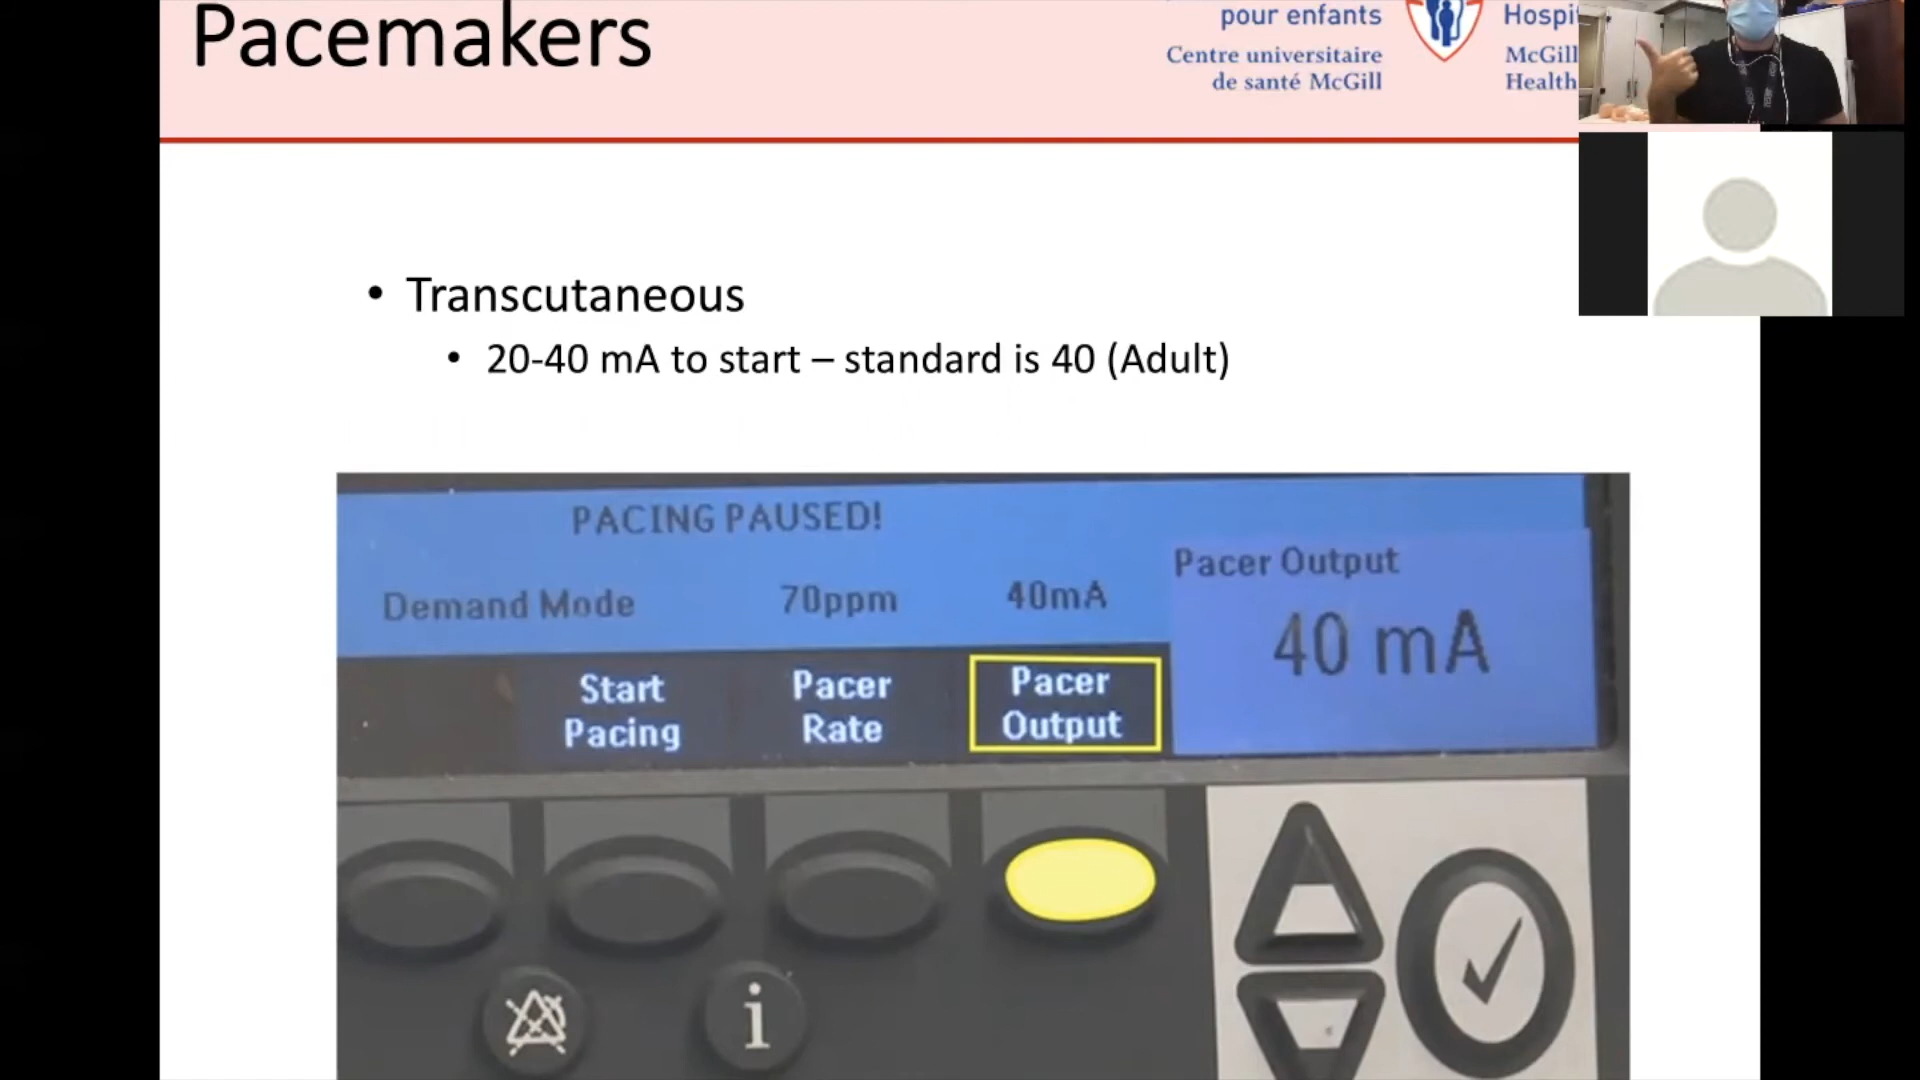 Pacemakers
pour enfants
Centre universitaire
de santé McGill
McGill
Health
• Transcutaneous
• 20-40 mA to start – standard is 40 (Adult)
PACING PAUSED!
Demand Mode 70ppm 40mA
Pacer Output
40 mA
Start
Pacing
Pacer
Rate
Pacer
Output
i